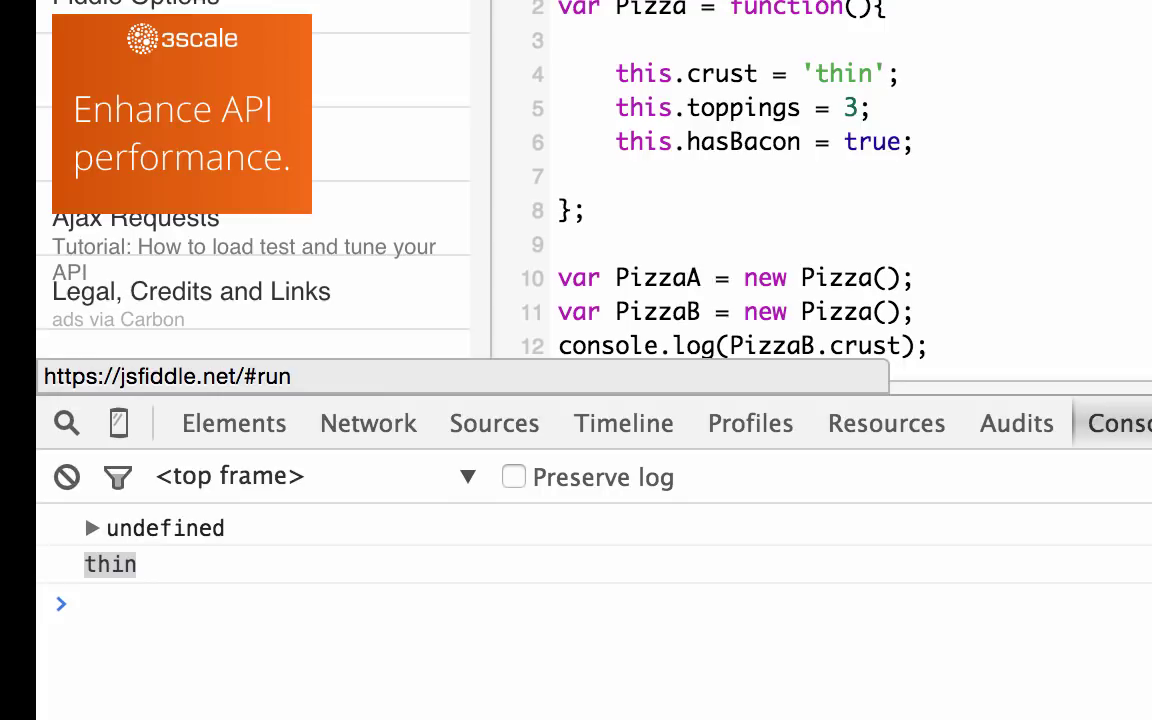 Fiddle Options
3scale
Enhance API
performance.
Ajax Requests
Tutorial: How to load test and tune your
API
Legal, Credits and Links
ads via Carbon
2 var Pizza = function(){
3
4 this.crust = 'thin';
5 this.toppings = 3;
6 this.hasBacon = true;
7
8 };
9
10 var PizzaA = new Pizza();
11 var PizzaB = new Pizza();
12 console.log(PizzaB.crust);
https://jsfiddle.net/#run
Elements Network Sources Timeline Profiles Resources Audits Conso
<top frame> ▼ Preserve log
▶ undefined
thin
>